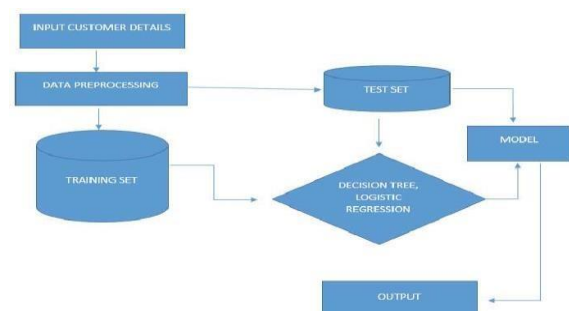 INPUT CUSTOMER DETAILS
DATA PREPROCESSING
TEST SET
MODEL
TRAINING SET
DECISION TREE,
LOGISTIC
REGRESSION
OUTPUT